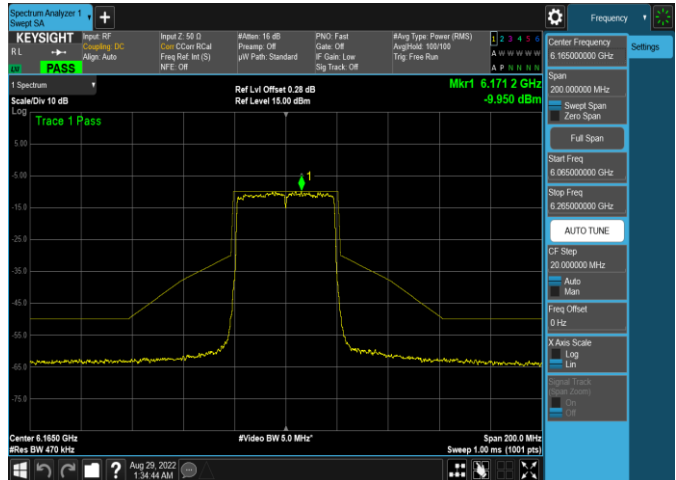 Spectrum Analyzer 1
Swept SA
Frequency
KEYSIGHT
RL
PASS
Input: RF
Coupling: DC
Align: Auto
Input Z: 50 Ω
Corr CCorr RCal
Freq Ref: Int (S)
NFE: Off
#Atten: 16 dB
Preamp: Off
µW Path: Standard
PNO: Fast
Gate: Off
IF Gain: Low
Sig Track: Off
#Avg Type: Power (RMS)
Avg|Hold: 100/100
Trig: Free Run
1 2 3 4 5 6
A W W W W W
A P N N N N
1 Spectrum
Scale/Div 10 dB
Log
Ref Lvl Offset 0.28 dB
Ref Level 15.00 dBm
Mkr1 6.171 2 GHz
-9.950 dBm
Trace 1 Pass
1
5.00
-5.00
-15.0
-25.0
-35.0
-45.0
-55.0
-65.0
-75.0
Center 6.1650 GHz
#Res BW 470 kHz
#Video BW 5.0 MHz*
Span 200.0 MHz
Sweep 1.00 ms (1001 pts)
Aug 29, 2022
1:34:44 AM
Center Frequency
6.165000000 GHz
Span
200.000000 MHz
Swept Span
Zero Span
Full Span
Start Freq
6.065000000 GHz
Stop Freq
6.265000000 GHz
AUTO TUNE
CF Step
20.000000 MHz
Auto
Man
Freq Offset
0 Hz
X Axis Scale
Log
Lin
Signal Track
(Span Zoom)
On
Off
Settings